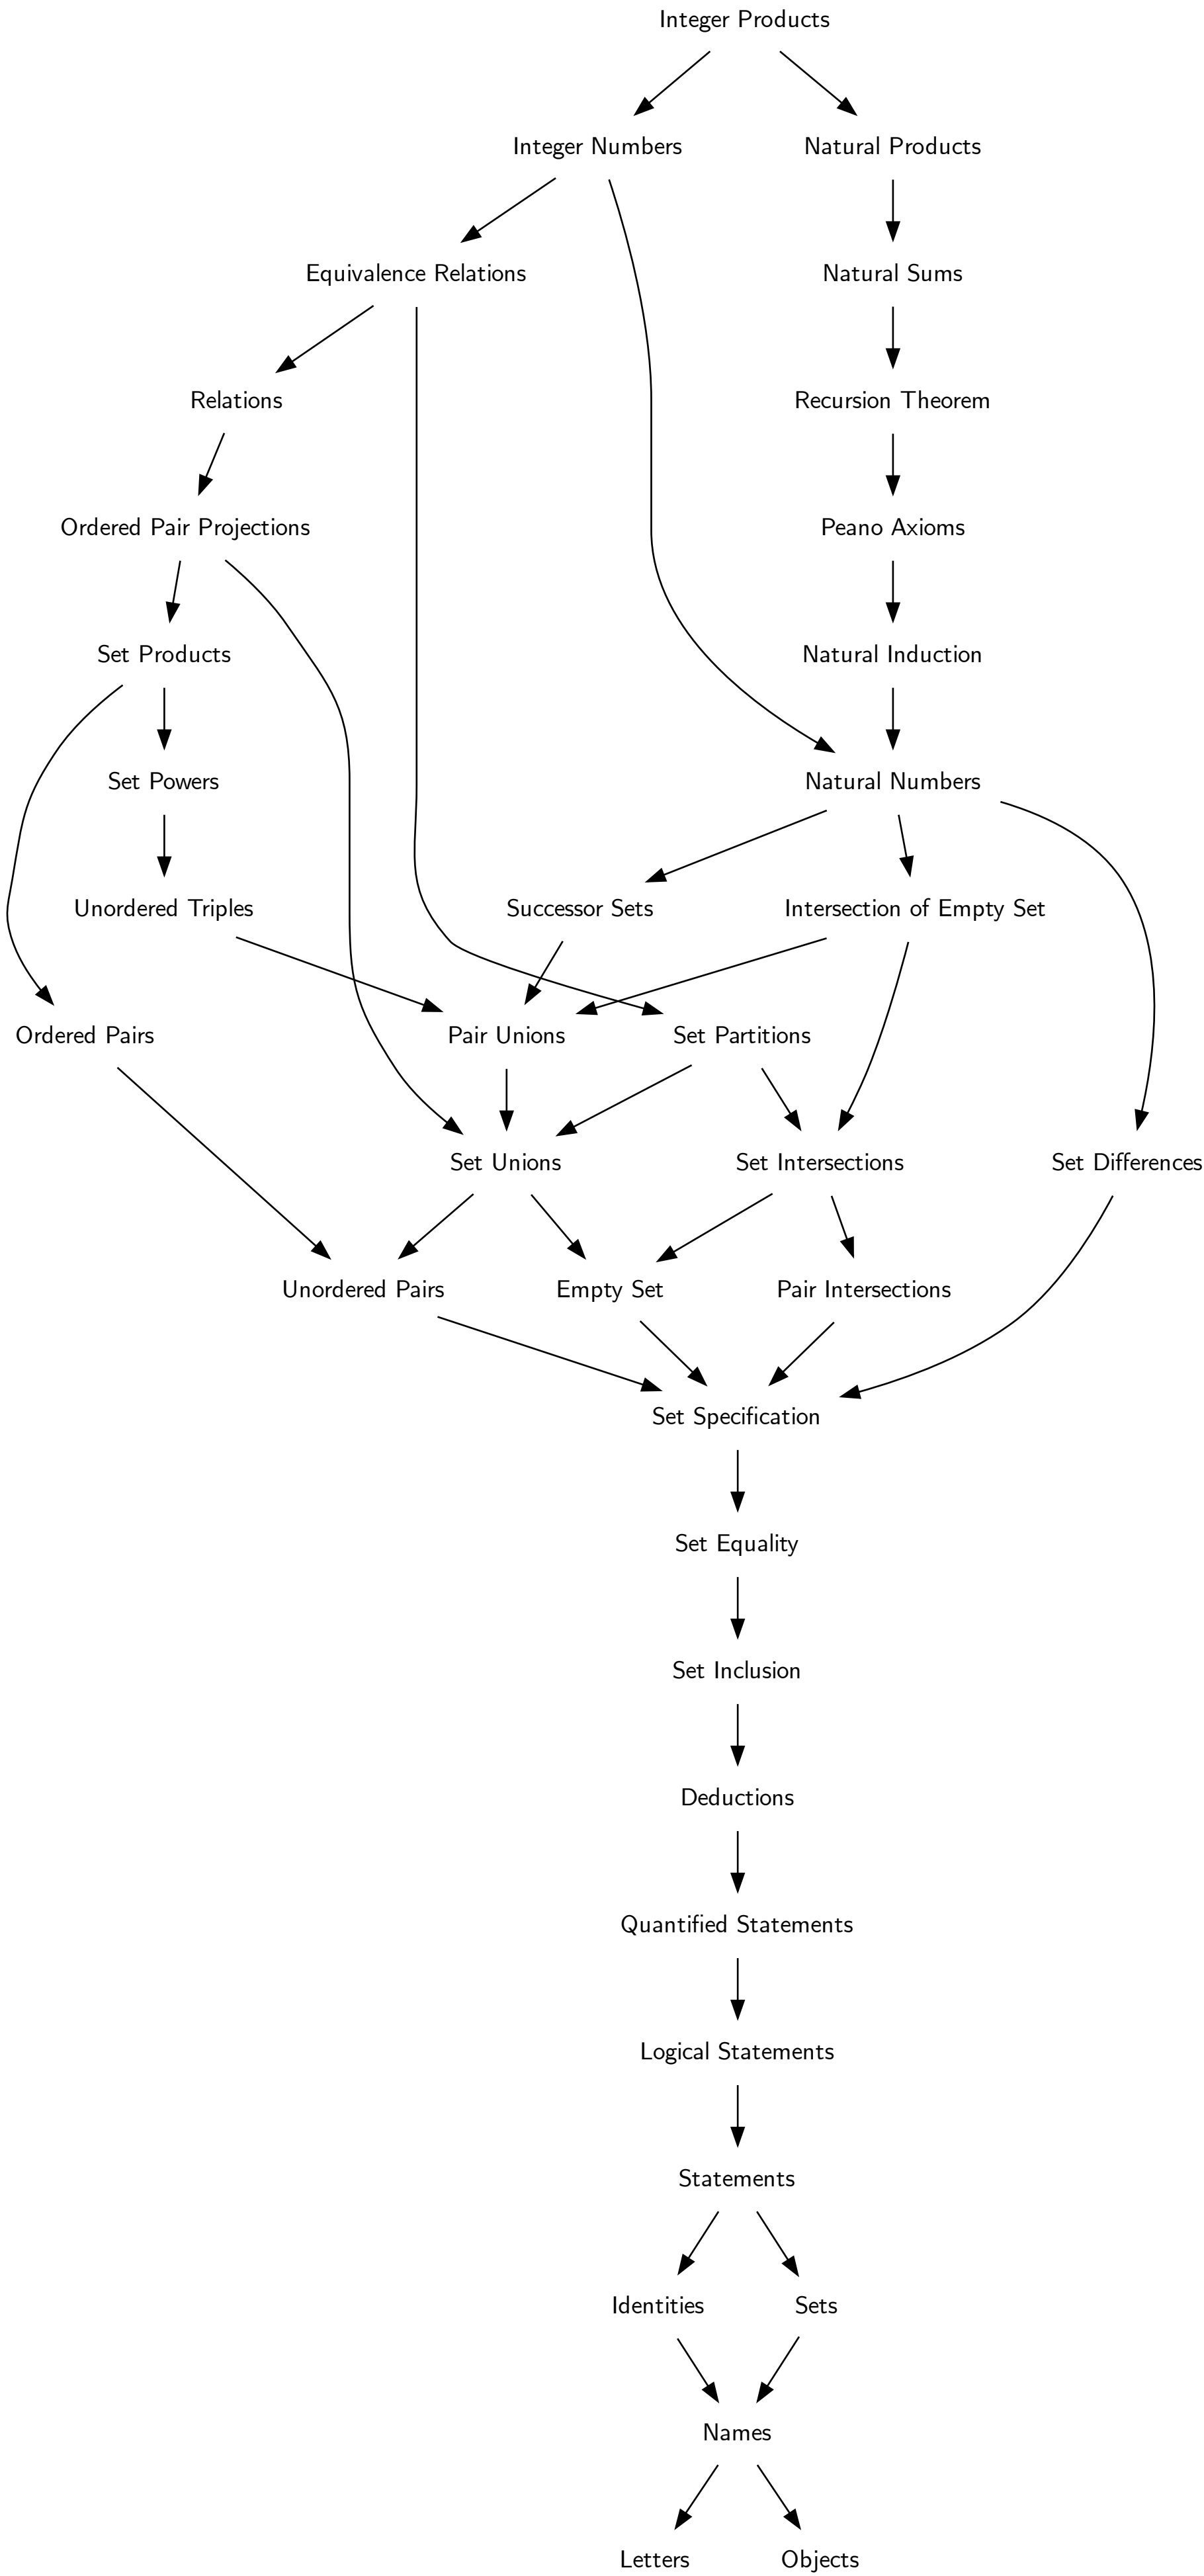 Integer Products
Integer Numbers
Natural Products
Equivalence Relations
Natural Sums
Relations
Recursion Theorem
Ordered Pair Projections
Peano Axioms
Set Products
Natural Induction
Set Powers
Natural Numbers
Unordered Triples
Successor Sets
Intersection of Empty Set
Ordered Pairs
Pair Unions
Set Partitions
Set Unions
Set Intersections
Set Differences
Unordered Pairs
Empty Set
Pair Intersections
Set Specification
Set Equality
Set Inclusion
Deductions
Quantified Statements
Logical Statements
Statements
Identities
Sets
Names
Letters
Objects